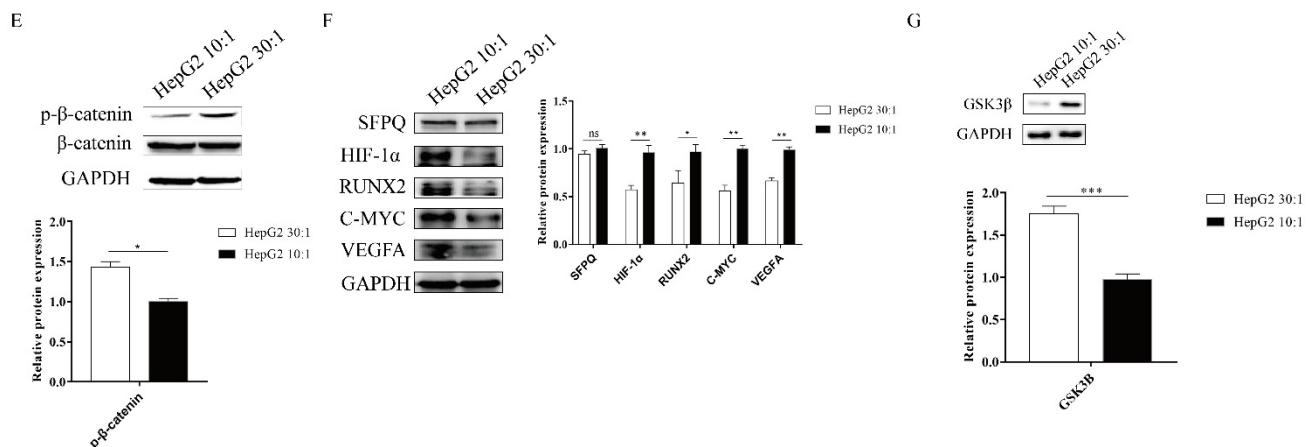 E
HepG2 10:1
HepG2 30:1
p-β-catenin
β-catenin
GAPDH
Relative protein expression
2.0
1.5
1.0
0.5
0.0
*
HepG2 30:1
HepG2 10:1
p-β-catenin
F
HepG2 10:1
HepG2 30:1
SFPQ
HIF-1α
RUNX2
C-MYC
VEGFA
GAPDH
Relative protein expression
1.5
1.0
0.5
0.0
ns
**
*
**
**
HepG2 30:1
HepG2 10:1
SFPQ
HIF-1α
RUNX2
C-MYC
VEGFA
G
HepG2 10:1
HepG2 30:1
GSK3β
GAPDH
Relative protein expression
2.0
1.5
1.0
0.5
0.0
***
HepG2 30:1
HepG2 10:1
GSK3B